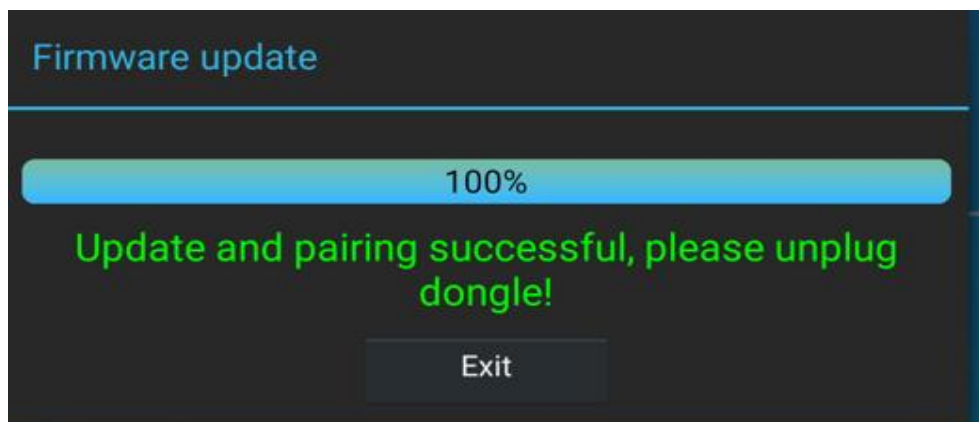 Firmware update
100%
Update and pairing successful, please unplug
dongle!
Exit